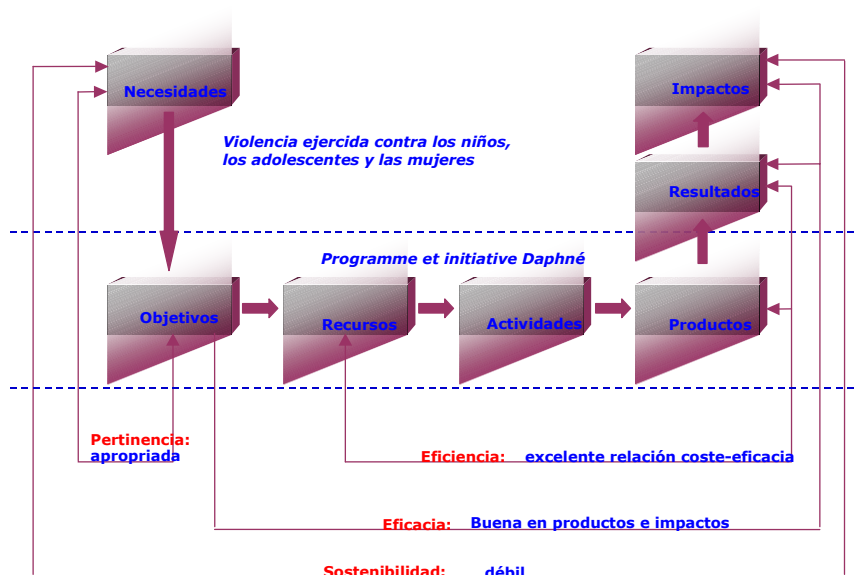 Necesidades
Impactos
Violencia ejercida contra los niños,
los adolescentes y las mujeres
Resultados
Programme et initiative Daphné
Objetivos
Recursos
Actividades
Productos
Pertinencia:
apropriada
Eficiencia: excelente relación coste-eficacia
Eficacia: Buena en productos e impactos
Sostenibilidad: débil